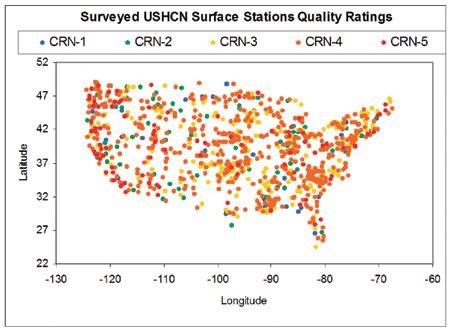 Surveyed USHCN Surface Stations Quality Ratings
CRN-1 CRN-2 CRN-3 CRN-4 CRN-5
52
47
42
37
32
27
22
Latitude
-130 -120 -110 -100 -90 -80 -70 -60
Longitude